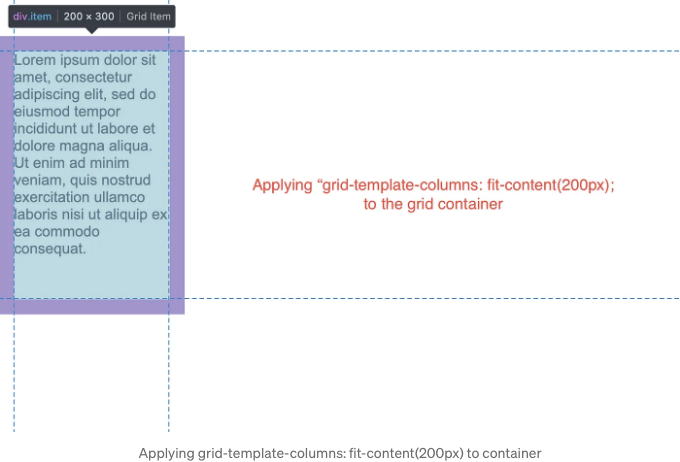 div.item | 200 × 300 | Grid Item
Lorem ipsum dolor sit
amet, consectetur
adipiscing elit, sed do
eiusmod tempor
incididunt ut labore et
dolore magna aliqua.
Ut enim ad minim
veniam, quis nostrud
exercitation ullamco
laboris nisi ut aliquip ex
ea commodo
consequat.
Applying “grid-template-columns: fit-content(200px);
to the grid container
Applying grid-template-columns: fit-content(200px) to container